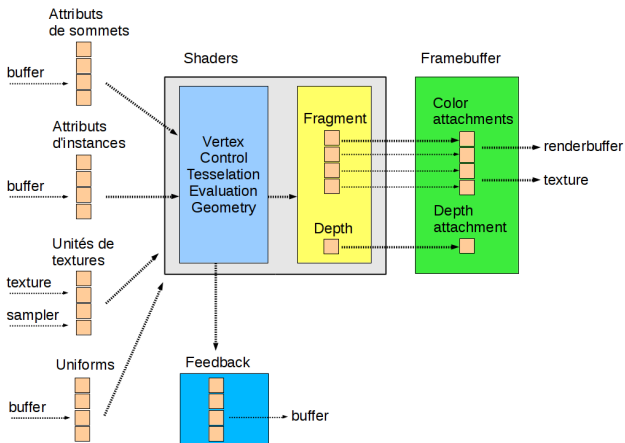 Attributs
de sommets
buffer
Attributs
d'instances
buffer
Unités de
textures
texture
sampler
Uniforms
buffer
Shaders
Vertex
Control
Tesselation
Evaluation
Geometry
Fragment
Depth
Feedback
buffer
Framebuffer
Color
attachments
Depth
attachment
renderbuffer
texture